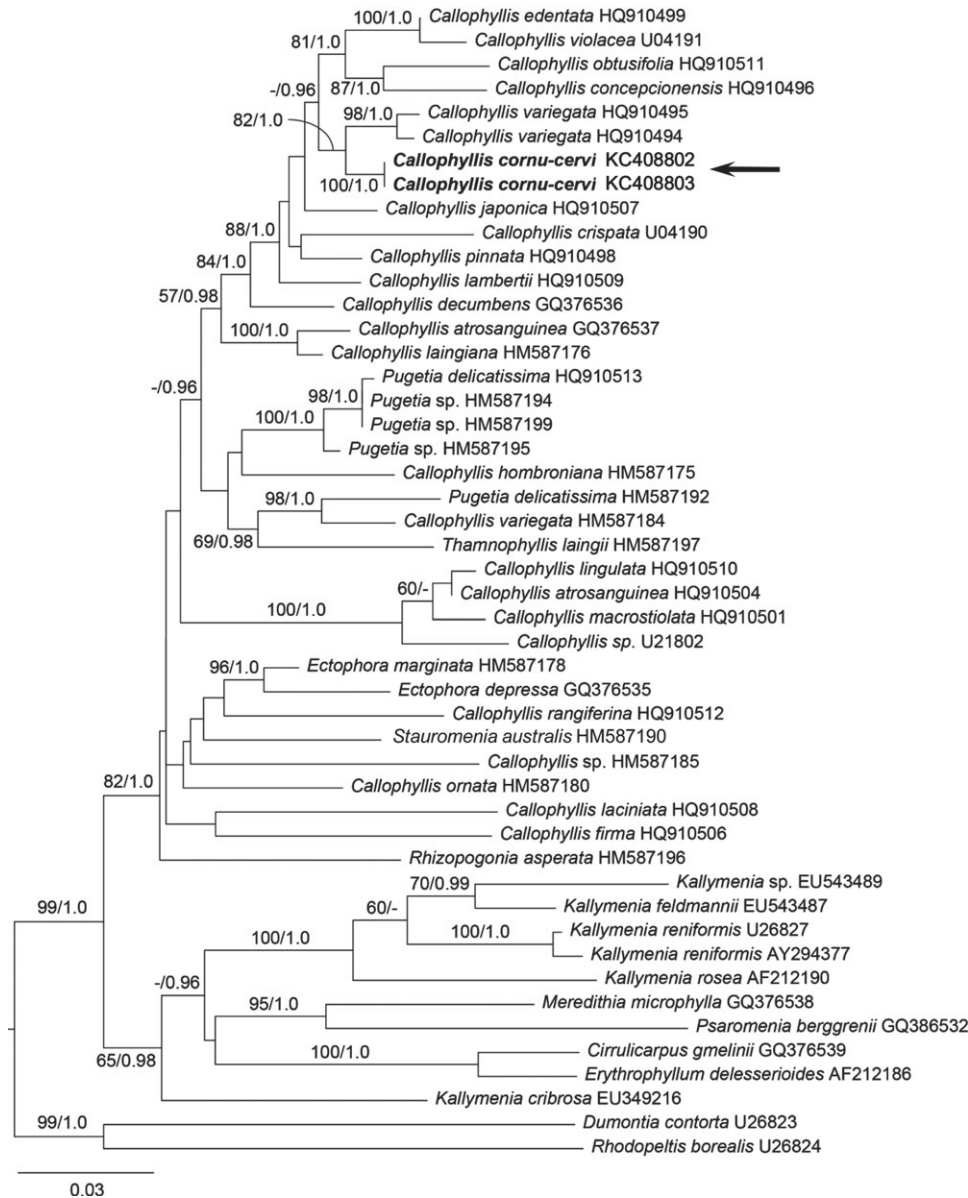 100/1.0
Callophyllis edentata HQ910499
81/1.0
Callophyllis violacea U04191
Callophyllis obtusifolia HQ910511
-/0.96
87/1.0
Callophyllis concepcionensis HQ910496
98/1.0
Callophyllis variegata HQ910495
82/1.0
Callophyllis variegata HQ910494
Callophyllis cornu-cervi KC408802
100/1.0
Callophyllis cornu-cervi KC408803
Callophyllis japonica HQ910507
88/1.0
Callophyllis crispata U04190
Callophyllis pinnata HQ910498
84/1.0
Callophyllis lambertii HQ910509
57/0.98
Callophyllis decumbens GQ376536
100/1.0
Callophyllis atrosanguinea GQ376537
Callophyllis laingiana HM587176
-/0.96
Pugetia delicatissima HQ910513
98/1.0
Pugetia sp. HM587194
100/1.0
Pugetia sp. HM587199
Pugetia sp. HM587195
Callophyllis hombroniana HM587175
98/1.0
Pugetia delicatissima HM587192
Callophyllis variegata HM587184
69/0.98
Thamnophyllis laingii HM587197
Callophyllis lingulata HQ910510
60/-
Callophyllis atrosanguinea HQ910504
100/1.0
Callophyllis macrostiolata HQ910501
Callophyllis sp. U21802
96/1.0
Ectophora marginata HM587178
Ectophora depressa GQ376535
Callophyllis rangiferina HQ910512
Stauromenia australis HM587190
Callophyllis sp. HM587185
82/1.0
Callophyllis ornata HM587180
Callophyllis laciniata HQ910508
Callophyllis firma HQ910506
Rhizopogonia asperata HM587196
70/0.99
Kallymenia sp. EU543489
99/1.0
60/-
Kallymenia feldmannii EU543487
100/1.0
100/1.0
Kallymenia reniformis U26827
Kallymenia reniformis AY294377
-/0.96
Kallymenia rosea AF212190
95/1.0
Meredithia microphylla GQ376538
Psaromenia berggrenii GQ386532
65/0.98
100/1.0
Cirrulicarpus gmelinii GQ376539
Erythrophyllum delesserioides AF212186
Kallymenia cribrosa EU349216
99/1.0
Dumontia contorta U26823
Rhodopeltis borealis U26824
0.03